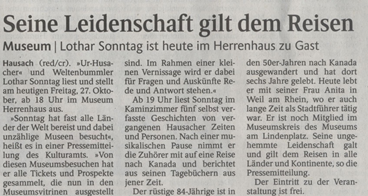 Seine Leidenschaft gilt dem Reisen
Museum | Lothar Sonntag ist heute im Herrenhaus zu Gast
Hausach (red/cr). »Ur-Husa-
cher« und Weltenbummler
Lothar Sonntag liest und stellt
am heutigen Freitag, 27. Okto-
ber, ab 18 Uhr im Museum
Herrenhaus aus.
»Sonntag hat fast alle Län-
der der Welt bereist und dabei
unzählige Museen besucht«,
heißt es in einer Pressemittei-
lung des Kulturamts. »Von
diesen Museumsbesuchen hat
er alle Tickets und Prospekte
gesammelt, die nun in den
Museumsvitrinen ausgestellt
sind. Im Rahmen einer klei-
nen Vernissage wird er dabei
für Fragen und Auskünfte Re-
de und Antwort stehen.«
Ab 19 Uhr liest Sonntag im
Kaminzimmer fünf selbst ver-
fasste Geschichten von ver-
gangenen Hausacher Zeiten
und Personen. Nach einer mu-
sikalischen Pause nimmt er
die Zuhörer mit auf eine Reise
nach Kanada und berichtet
aus seinen Tagebüchern aus
jener Zeit.
Der rüstige 84-Jährige ist in
den 50er-Jahren nach Kanada
ausgewandert und hat dort
sechs Jahre gelebt. Heute lebt
er mit seiner Frau Anita in
Weil am Rhein, wo er auch
lange Zeit als Stadtführer tätig
war. Er ist noch Mitglied im
Museumskreis des Museums
am Lindenplatz. Seine unge-
hemmte Leidenschaft galt
und gilt dem Reisen in alle
Länder und Kontinente, so die
Pressemitteilung.
Der Eintritt zu der Veran-